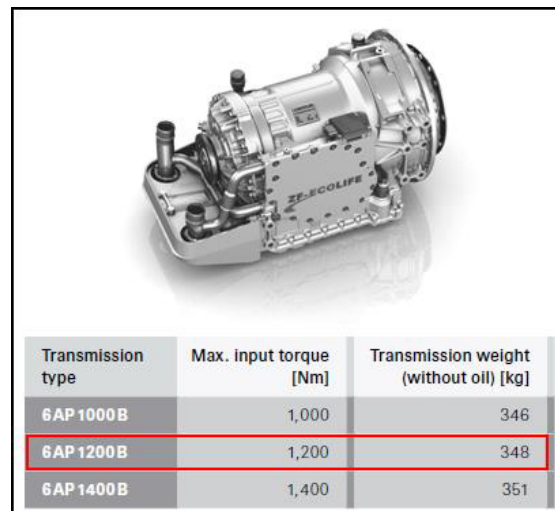 ZF-ECOLIFE
Transmission type Max. input torque [Nm] Transmission weight (without oil) [kg]
6AP1000B 1,000 346
6AP1200B 1,200 348
6AP1400B 1,400 351